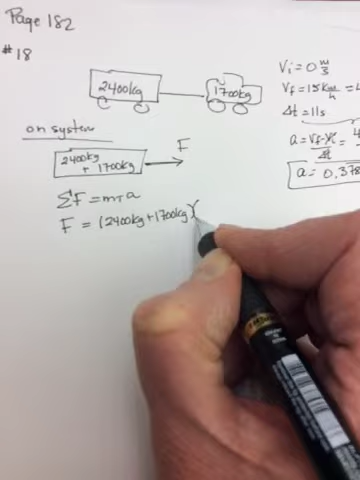 Page 182
#18
2400kg
1700kg
Vi = 0 m/s
Vf = 15 km/h =
Δt = 11s
a = Vf-Vi/Δt =
a = 0.378
on system
2400kg
+ 1700kg
F
ΣF = mT a
F = (2400kg+1700kg)(